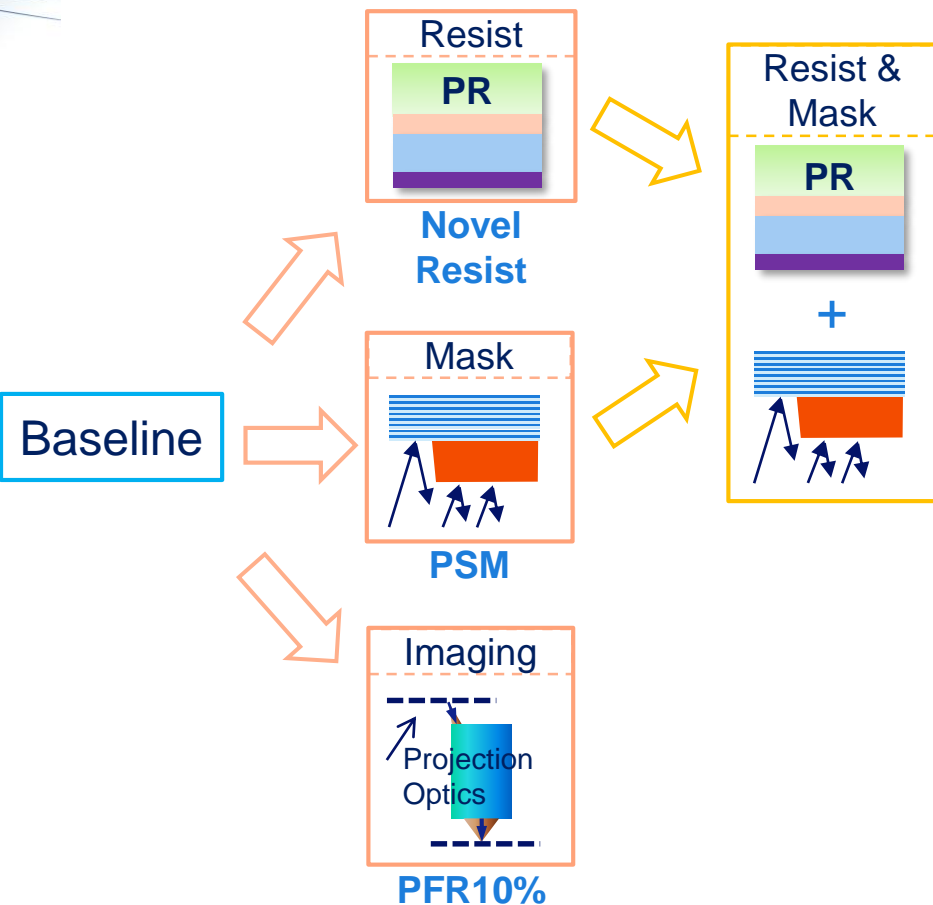 Resist
PR
Novel
Resist
Resist &
Mask
PR
+
Baseline
Mask
PSM
Imaging
Projection
Optics
PFR10%